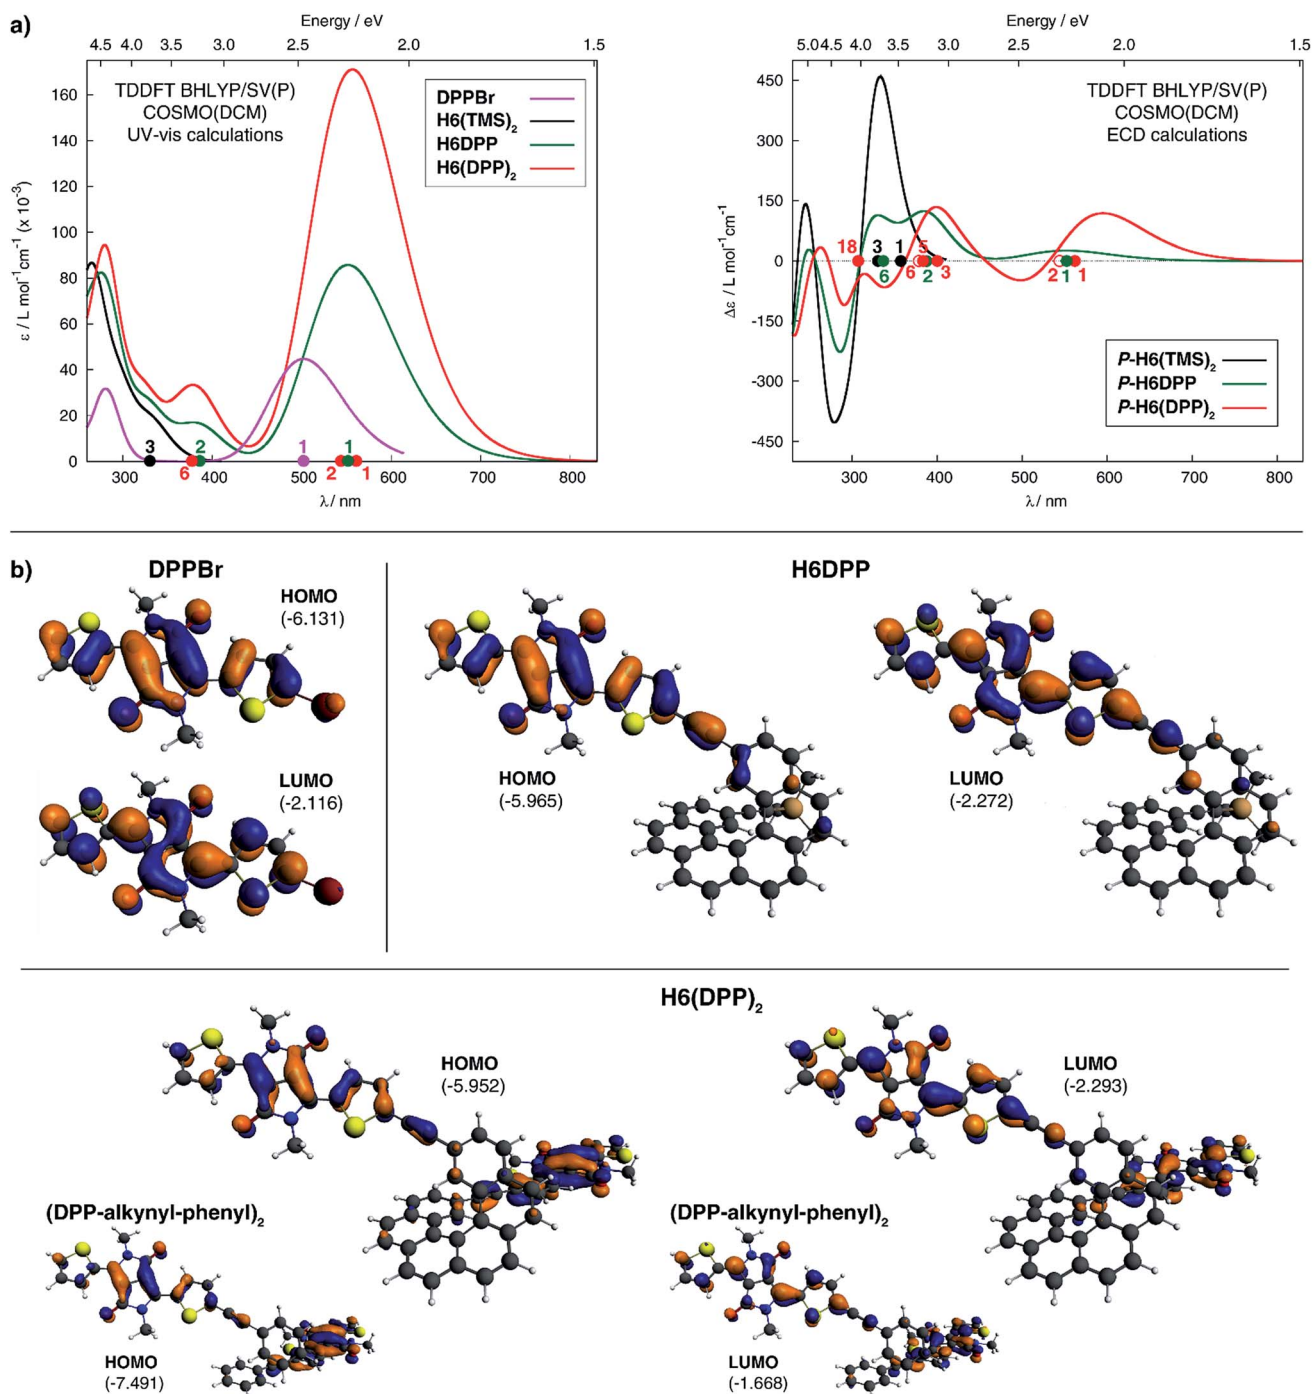 a)
Energy / eV
4.5 4.0 3.5 3.0 2.5 2.0 1.5
TDDFT BHLYP/SV(P)
COSMO(DCM)
UV-vis calculations
DPPBr
H6(TMS)₂
H6DPP
H6(DPP)₂
160
140
120
100
80
60
40
20
0
ε / L mol⁻¹cm⁻¹ (x 10⁻³)
3 2 1 1
6 2 1
300 400 500 600 700 800
λ / nm
Energy / eV
5.0 4.5 4.0 3.5 3.0 2.5 2.0 1.5
TDDFT BHLYP/SV(P)
COSMO(DCM)
ECD calculations
450
300
150
0
-150
-300
-450
Δε / L mol⁻¹cm⁻¹
18 3 1 5
6 6 2 3 2 1 1
P-H6(TMS)₂
P-H6DPP
P-H6(DPP)₂
300 400 500 600 700 800
λ / nm
b)
DPPBr
HOMO
(-6.131)
LUMO
(-2.116)
H6DPP
HOMO
(-5.965)
LUMO
(-2.272)
H6(DPP)₂
HOMO
(-5.952)
LUMO
(-2.293)
(DPP-alkynyl-phenyl)₂
HOMO
(-7.491)
(DPP-alkynyl-phenyl)₂
LUMO
(-1.668)